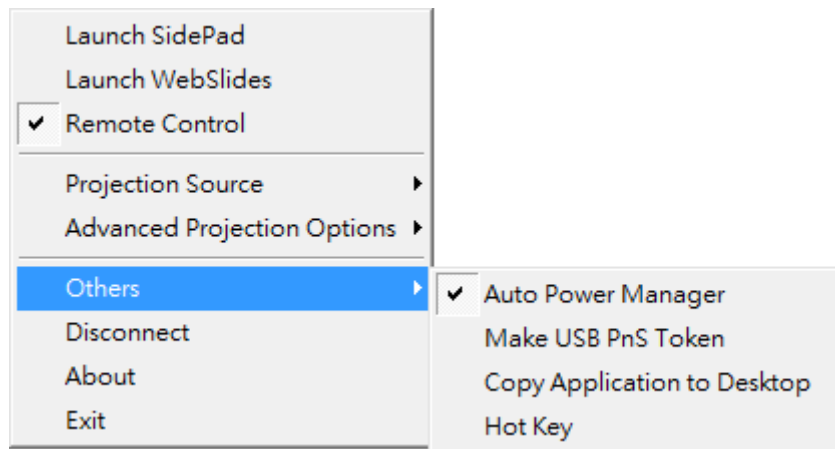 Launch SidePad
Launch WebSlides
Remote Control
Projection Source
Advanced Projection Options
Others
Disconnect
About
Exit
Auto Power Manager
Make USB PnS Token
Copy Application to Desktop
Hot Key